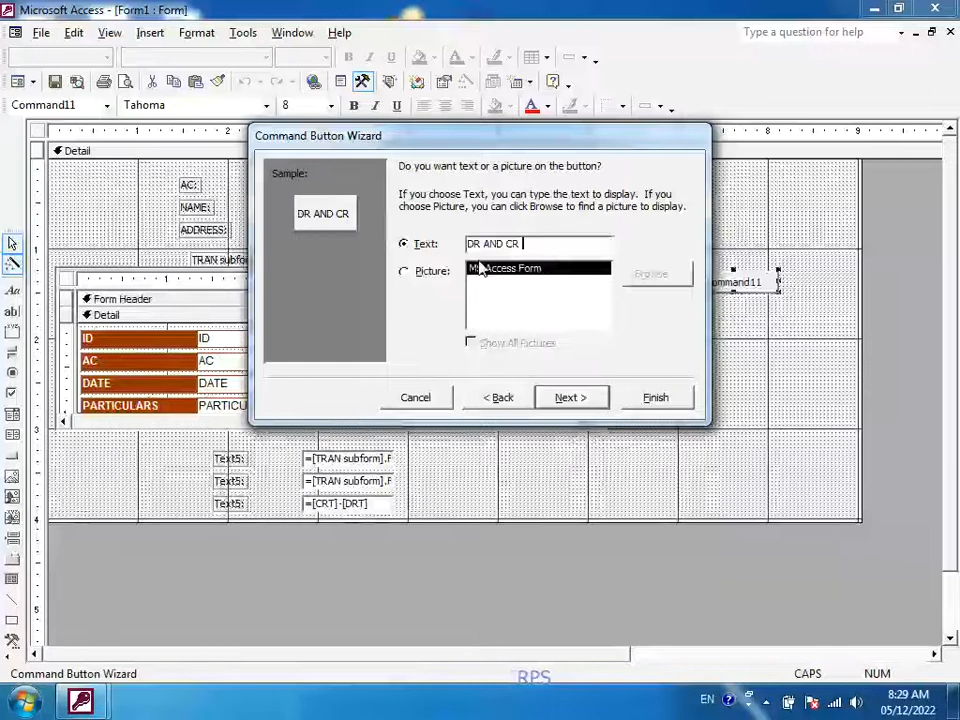 Microsoft Access - [Form1 : Form]
File Edit View Insert Format Tools Window Help
Type a question for help
Command11 Tahoma 8 B I U
Command Button Wizard
Detail
Sample:
DR AND CR
Do you want text or a picture on the button?
If you choose Text, you can type the text to display. If you
choose Picture, you can click Browse to find a picture to display.
Text: DR AND CR
Picture: MS Access Form
Browse
Show All Pictures
Cancel < Back Next > Finish
AC:
NAME:
ADDRESS:
TRAN subfo
ommand11
Form Header
Detail
ID ID
AC AC
DATE DATE
PARTICULARS PARTICU
Text5: =[TRAN subform].F
Text5: =[TRAN subform].F
Text5: =[CRT]-[DRT]
Command Button Wizard
CAPS NUM
RPS
EN
8:29 AM
05/12/2022